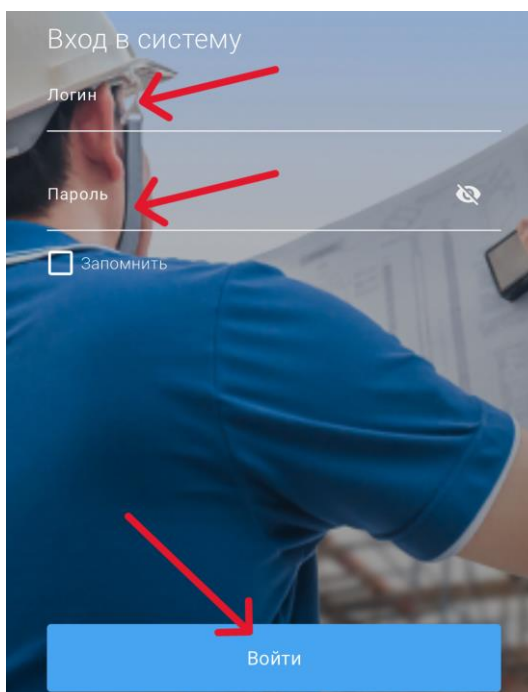 Вход в систему
Логин
Пароль
Запомнить
Войти